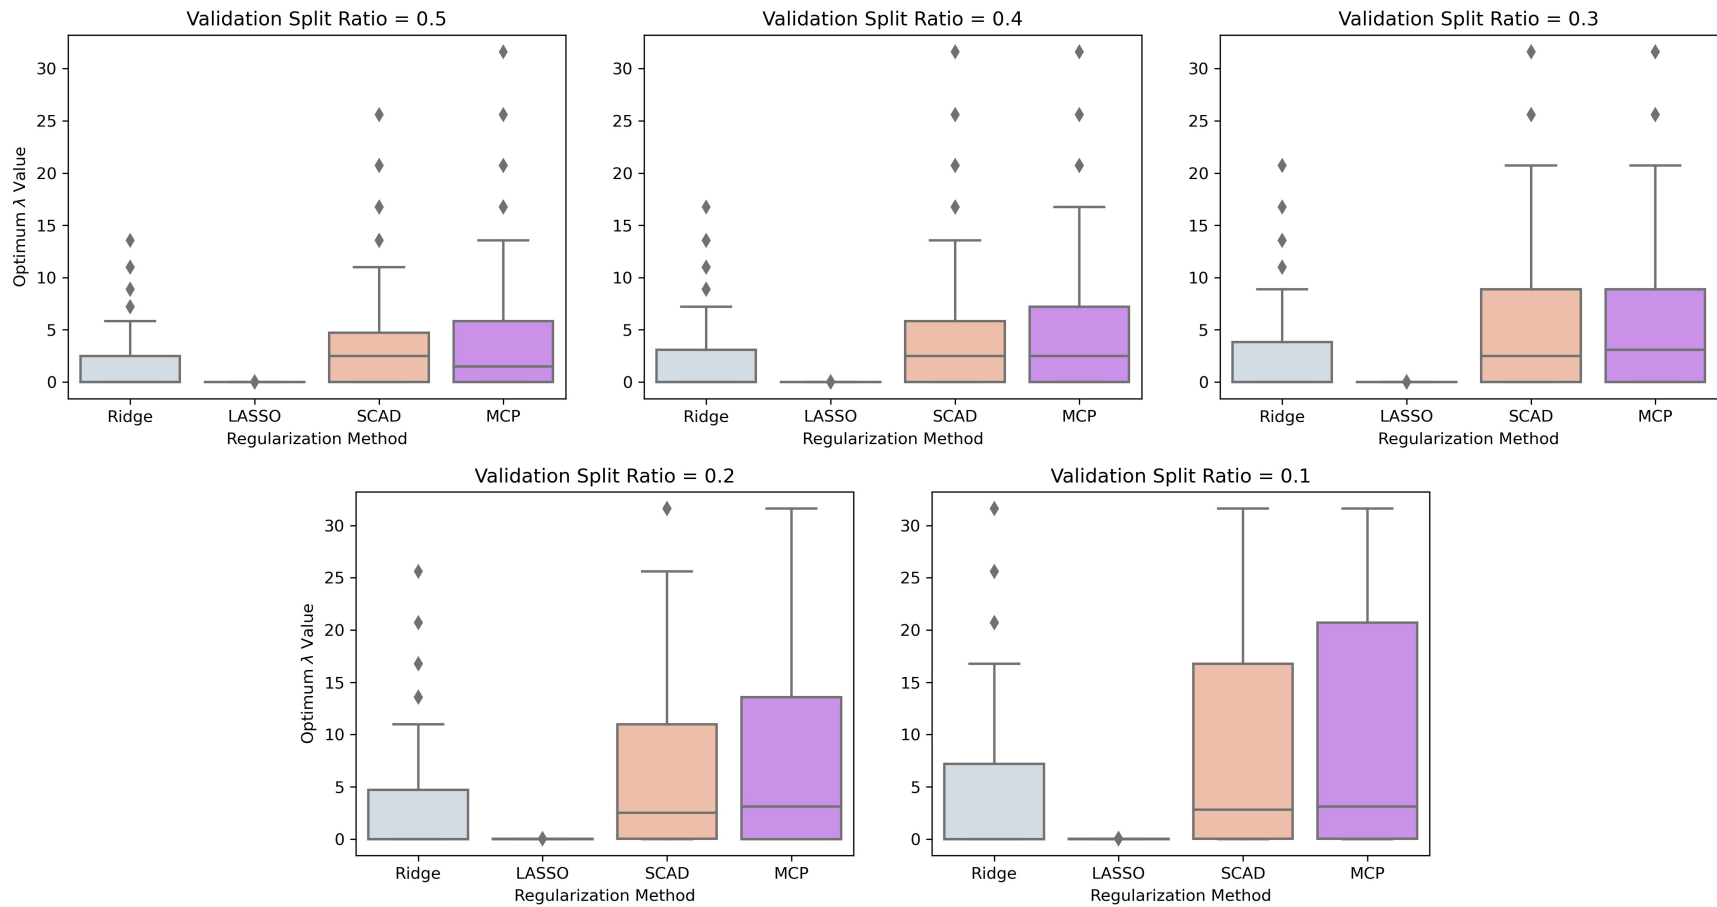 Validation Split Ratio = 0.5
Optimum λ Value
30
25
20
15
10
5
0
Ridge LASSO SCAD MCP
Regularization Method
Validation Split Ratio = 0.4
30
25
20
15
10
5
0
Ridge LASSO SCAD MCP
Regularization Method
Validation Split Ratio = 0.3
30
25
20
15
10
5
0
Ridge LASSO SCAD MCP
Regularization Method
Validation Split Ratio = 0.2
Optimum λ Value
30
25
20
15
10
5
0
Ridge LASSO SCAD MCP
Regularization Method
Validation Split Ratio = 0.1
30
25
20
15
10
5
0
Ridge LASSO SCAD MCP
Regularization Method